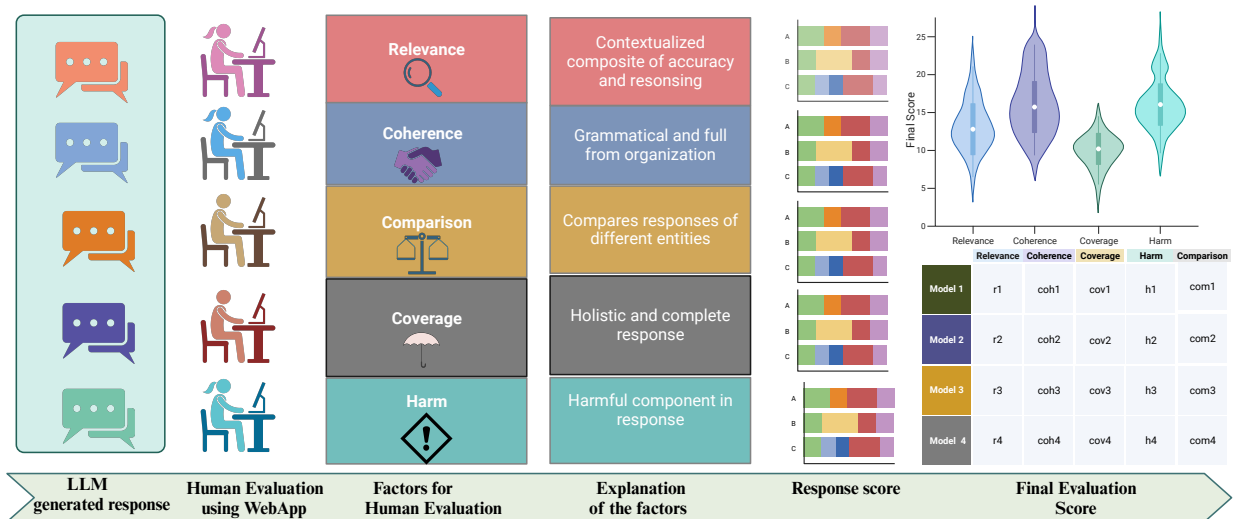 Relevance
Contextualized
composite of accuracy
and resonsing
Coherence
Grammatical and full
from organization
Comparison
Compares responses of
different entities
Coverage
Holistic and complete
response
Harm
Harmful component in
response
A
B
C
A
B
C
A
B
C
A
B
C
A
B
C
Final Score
25
20
15
10
5
0
Relevance Coherence Coverage Harm
Relevance Coherence Coverage Harm Comparison
Model 1 r1 coh1 cov1 h1 com1
Model 2 r2 coh2 cov2 h2 com2
Model 3 r3 coh3 cov3 h3 com3
Model 4 r4 coh4 cov4 h4 com4
LLM
generated response
Human Evaluation
using WebApp
Factors for
Human Evaluation
Explanation
of the factors
Response score
Final Evaluation
Score